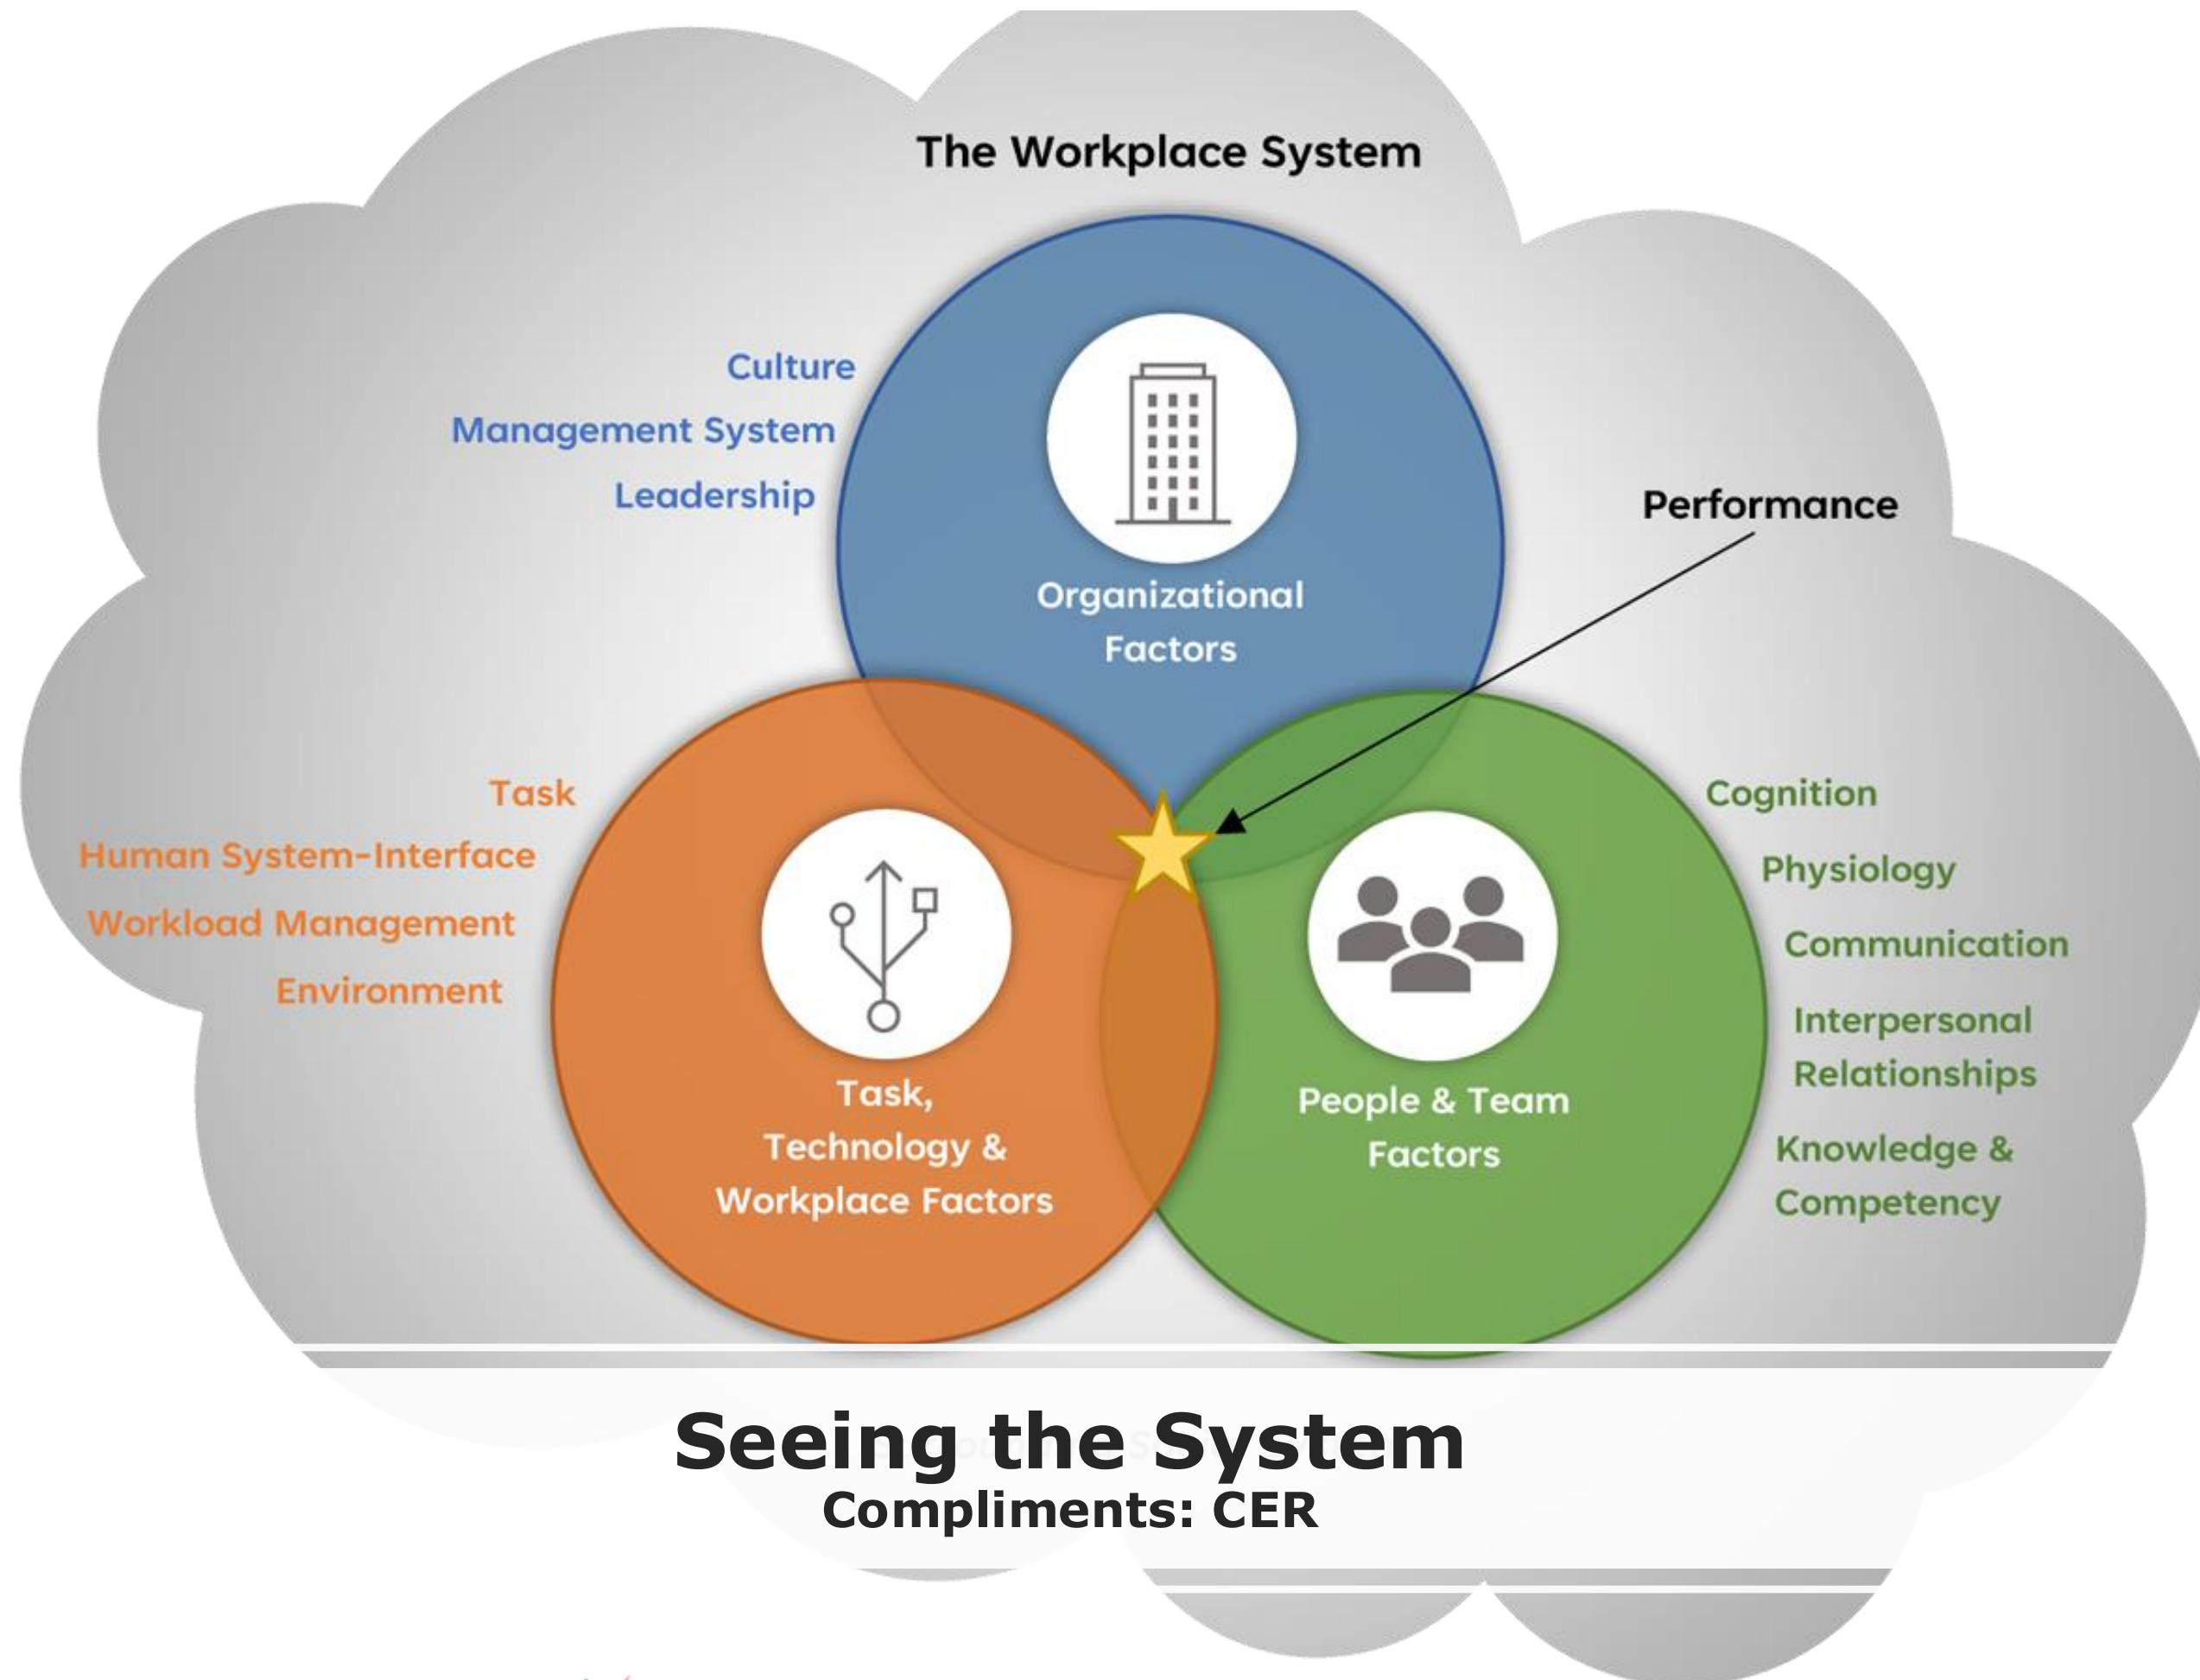 The Workplace System
Culture
Management System
Leadership
Organizational
Factors
Performance
Task
Human System-Interface
Workload Management
Environment
Task,
Technology &
Workplace Factors
People & Team
Factors
Cognition
Physiology
Communication
Interpersonal
Relationships
Knowledge &
Competency
Seeing the System
Compliments: CER